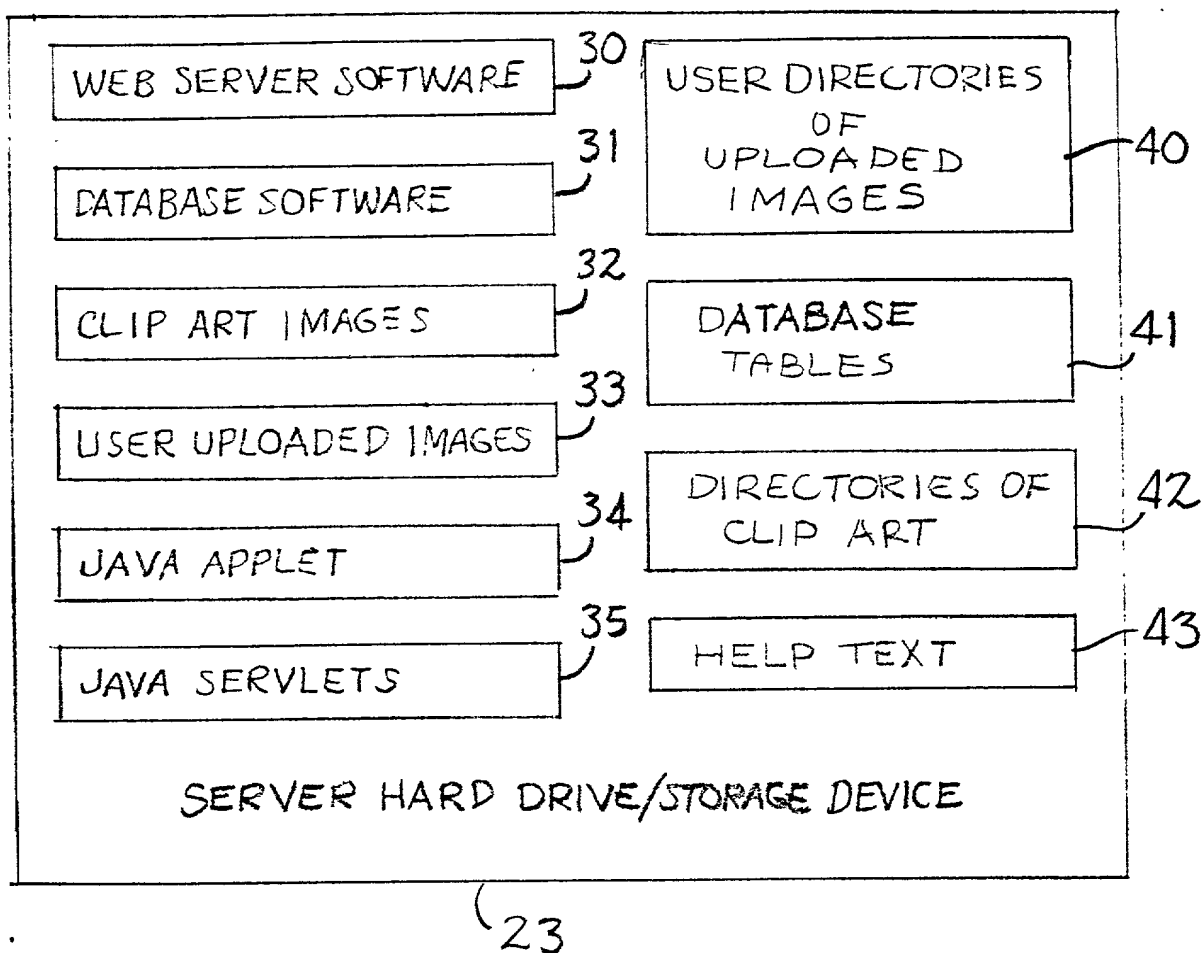 WEB SERVER SOFTWARE
30
DATABASE SOFTWARE
31
CLIP ART IMAGES
32
USER UPLOADED IMAGES
33
JAVA APPLET
34
JAVA SERVLETS
35
USER DIRECTORIES
OF
UPLOADED
IMAGES
40
DATABASE
TABLES
41
DIRECTORIES OF
CLIP ART
42
HELP TEXT
43
SERVER HARD DRIVE/STORAGE DEVICE
23